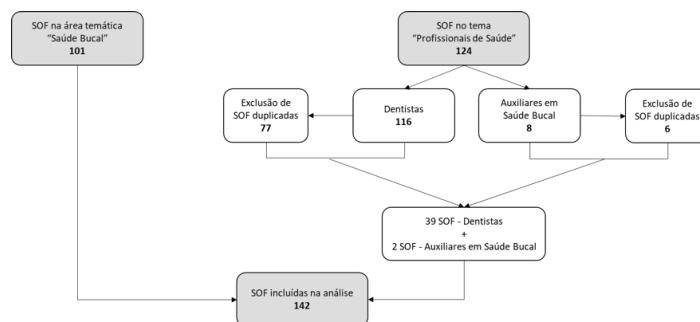 SOF na área temática
“Saúde Bucal”
101
SOF no tema
“Profissionais de Saúde”
124
Exclusão de
SOF duplicadas
77
Dentistas
116
Auxiliares em
Saúde Bucal
8
Exclusão de
SOF duplicadas
6
39 SOF - Dentistas
+
2 SOF - Auxiliares em Saúde Bucal
SOF incluídas na análise
142